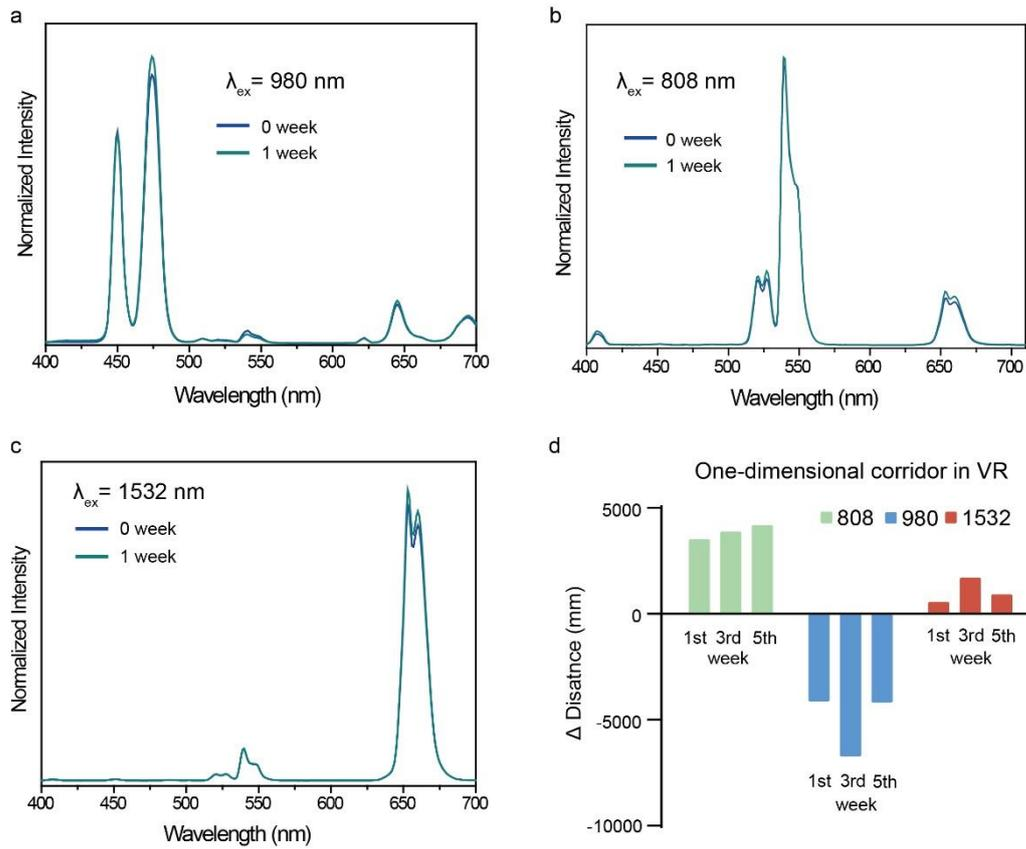 a
λex= 980 nm
0 week
1 week
Normalized Intensity
400 450 500 550 600 650 700
Wavelength (nm)
b
λex= 808 nm
0 week
1 week
Normalized Intensity
400 450 500 550 600 650 700
Wavelength (nm)
c
λex= 1532 nm
0 week
1 week
Normalized Intensity
400 450 500 550 600 650 700
Wavelength (nm)
d
One-dimensional corridor in VR
808 980 1532
5000
0
-5000
-10000
Δ Disatnce (mm)
1st 3rd 5th
week
1st 3rd 5th
week
1st 3rd 5th
week